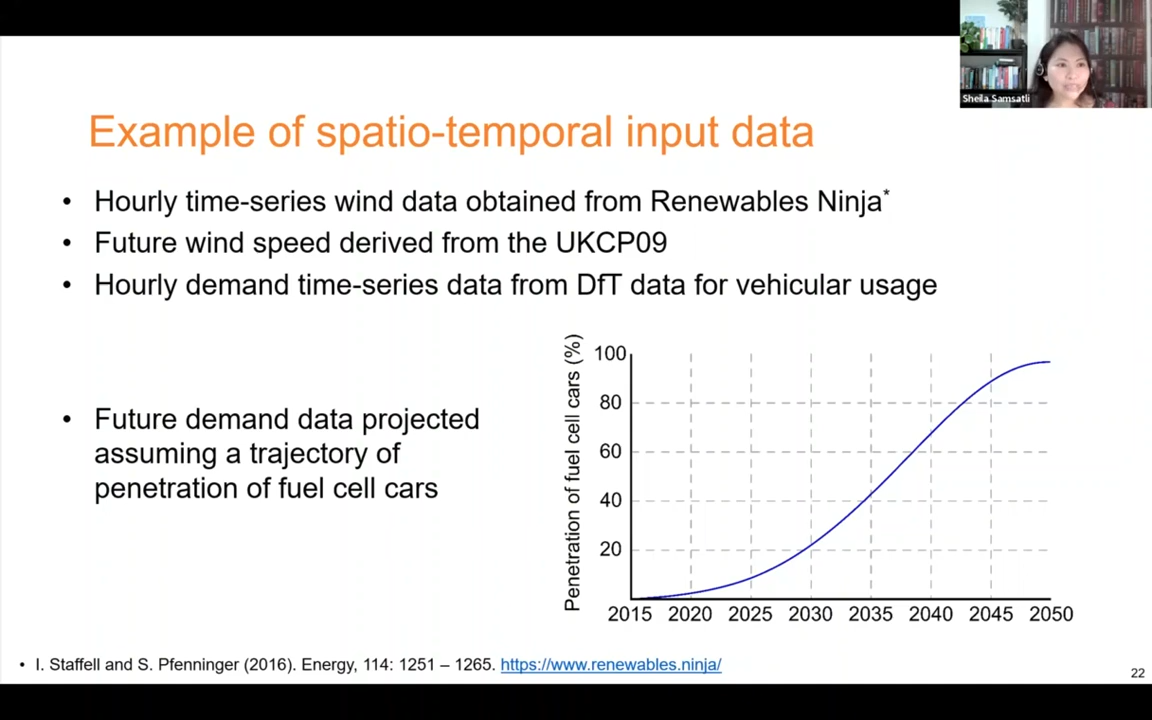 Sheila Samsatli
Example of spatio-temporal input data
• Hourly time-series wind data obtained from Renewables Ninja*
• Future wind speed derived from the UKCP09
• Hourly demand time-series data from DfT data for vehicular usage
• Future demand data projected
assuming a trajectory of
penetration of fuel cell cars
Penetration of fuel cell cars (%)
100
80
60
40
20
2015 2020 2025 2030 2035 2040 2045 2050
• I. Staffell and S. Pfenninger (2016). Energy, 114: 1251 – 1265. https://www.renewables.ninja/
22